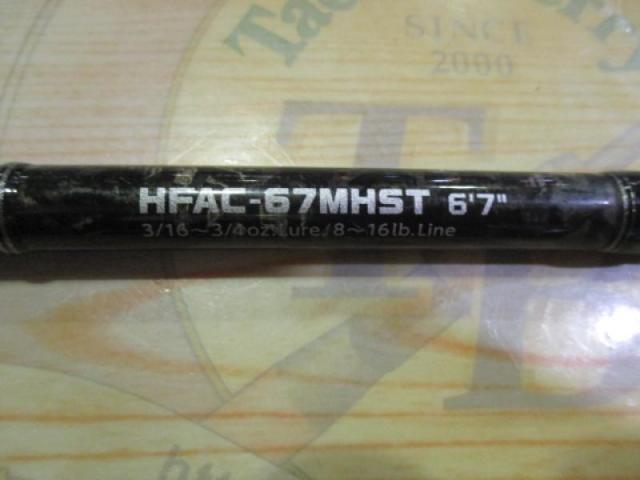 SINCE
2000
HFAC-67MHST 6'7"
3/16~3/4oz.Lure/8~16lb.Line